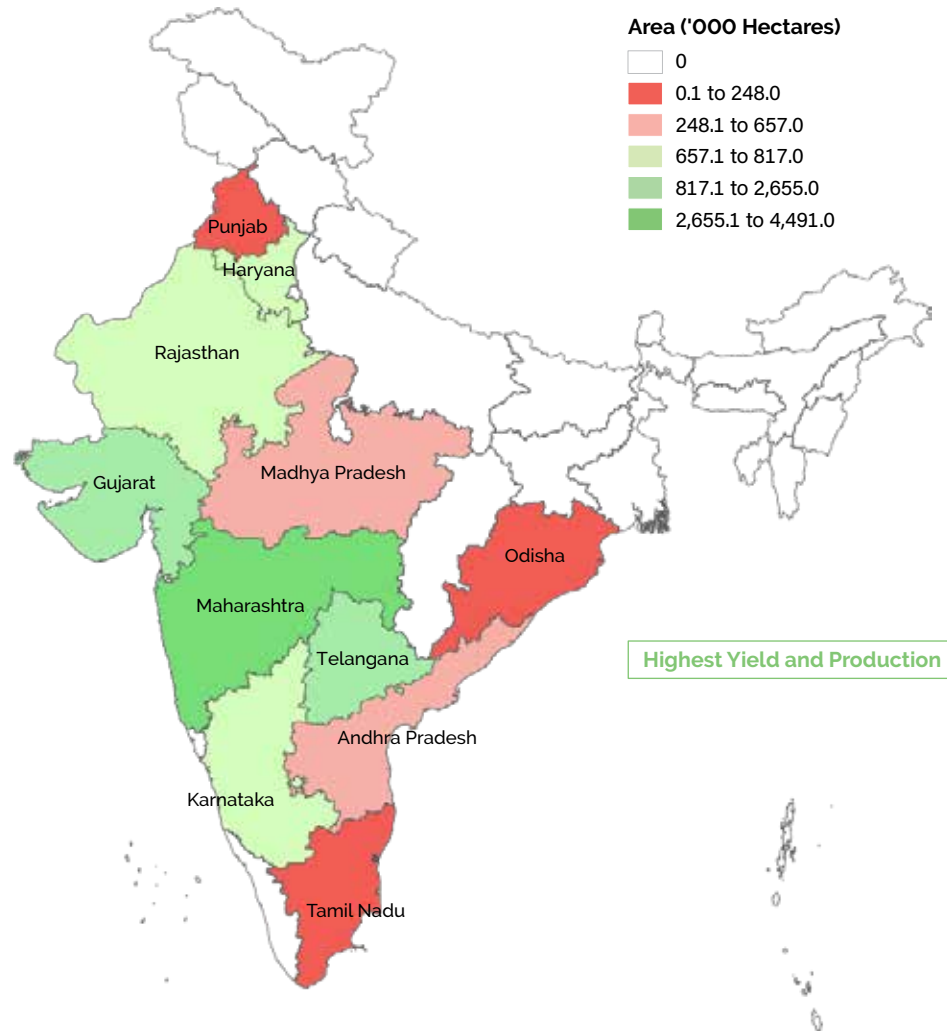 Area ('000 Hectares)
0
0.1 to 248.0
248.1 to 657.0
657.1 to 817.0
817.1 to 2,655.0
2,655.1 to 4,491.0
Punjab
Haryana
Rajasthan
Madhya Pradesh
Gujarat
Odisha
Maharashtra
Telangana
Highest Yield and Production
Andhra Pradesh
Karnataka
Tamil Nadu